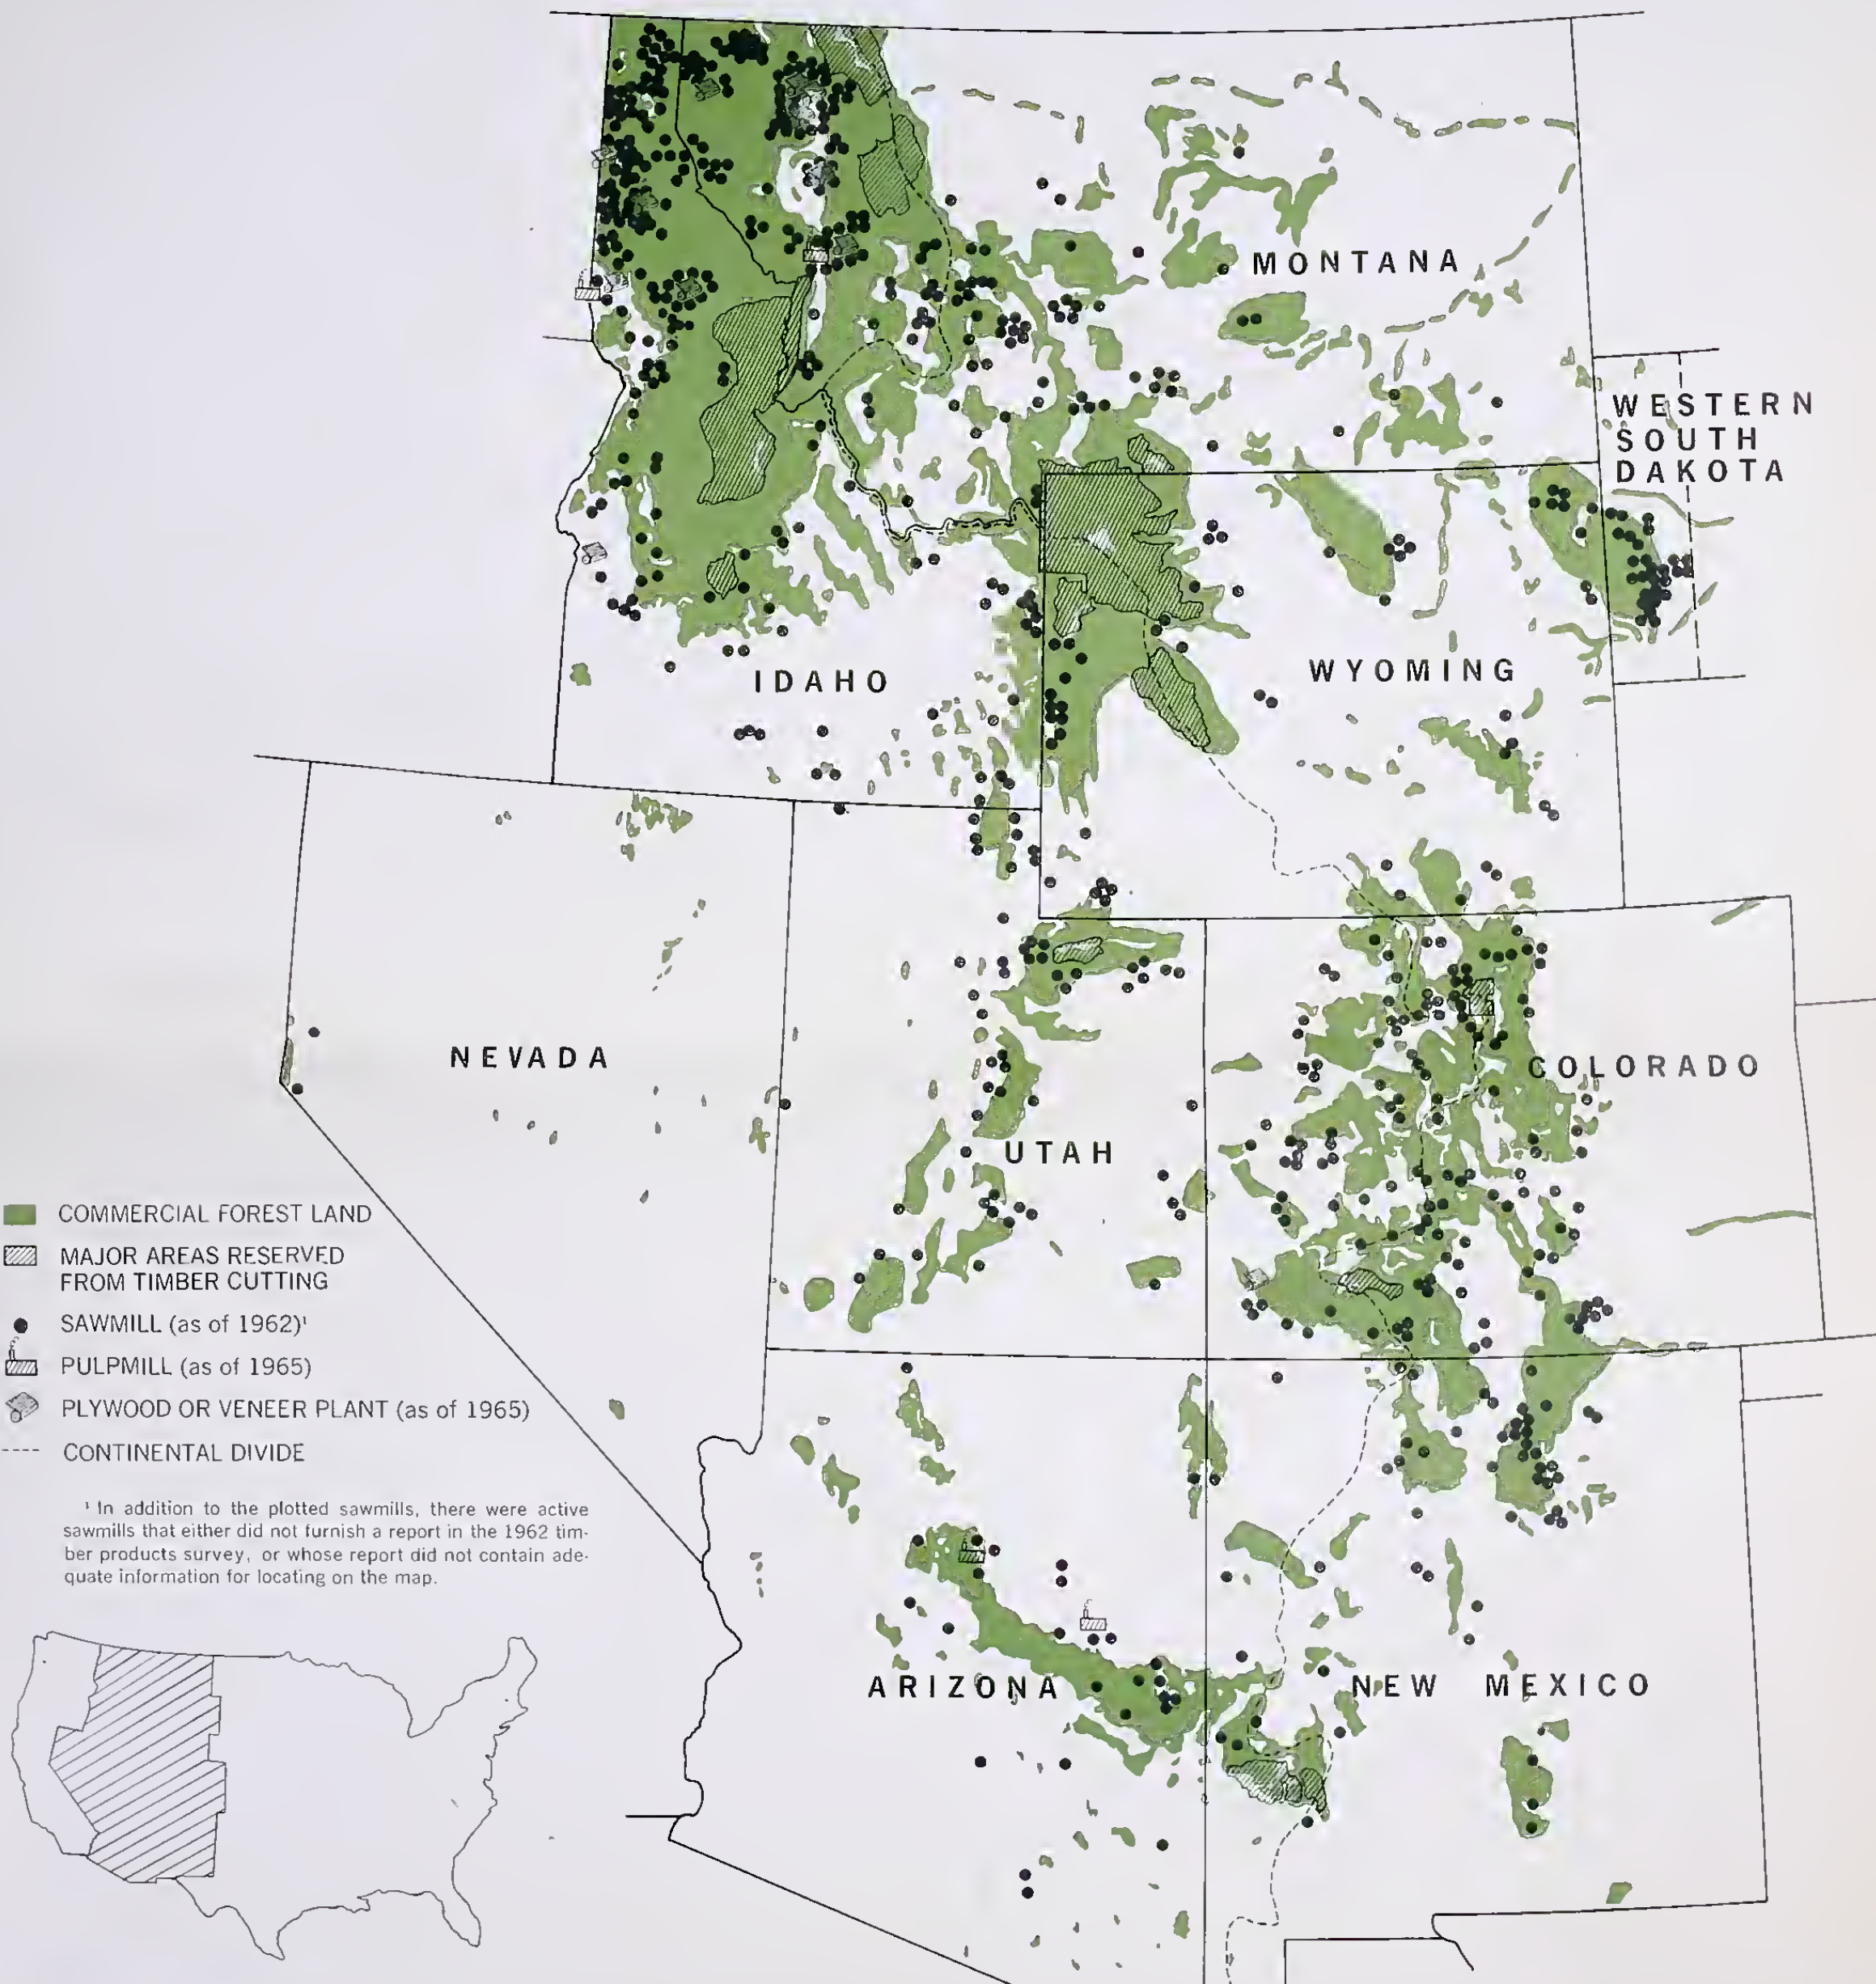 MONTANA
WESTERN
SOUTH
DAKOTA
IDAHO
WYOMING
NEVADA
UTAH
COLORADO
COMMERCIAL FOREST LAND
MAJOR AREAS RESERVED
FROM TIMBER CUTTING
SAWMILL (as of 1962)¹
PULPMILL (as of 1965)
PLYWOOD OR VENEER PLANT (as of 1965)
CONTINENTAL DIVIDE
¹ In addition to the plotted sawmills, there were active
sawmills that either did not furnish a report in the 1962 tim-
ber products survey, or whose report did not contain ade-
quate information for locating on the map.
ARIZONA
NEW MEXICO